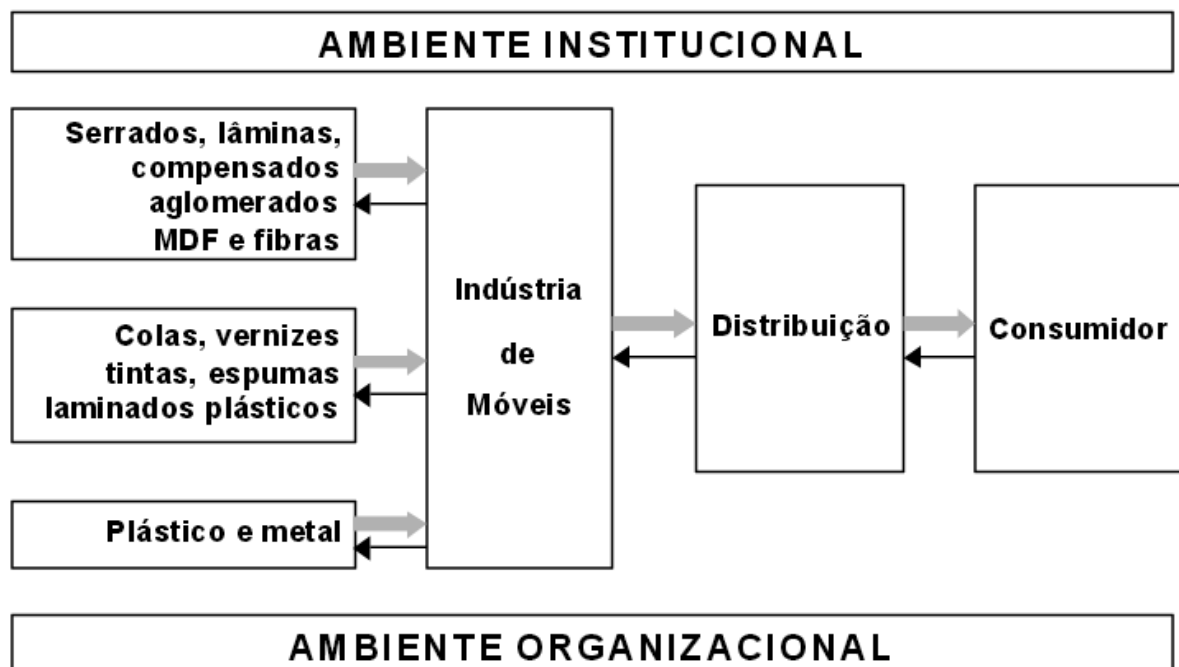 AMBIENTE INSTITUCIONAL
Serrados, lâminas,
compensados
aglomerados
MDF e fibras
Colas, vernizes
tintas, espumas
laminados plásticos
Plástico e metal
Indústria
de
Móveis
Distribuição
Consumidor
AMBIENTE ORGANIZACIONAL